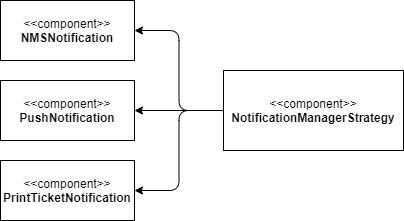 <<component>>
NMSNotification
<<component>>
PushNotification
<<component>>
PrintTicketNotification
<<component>>
NotificationManagerStrategy